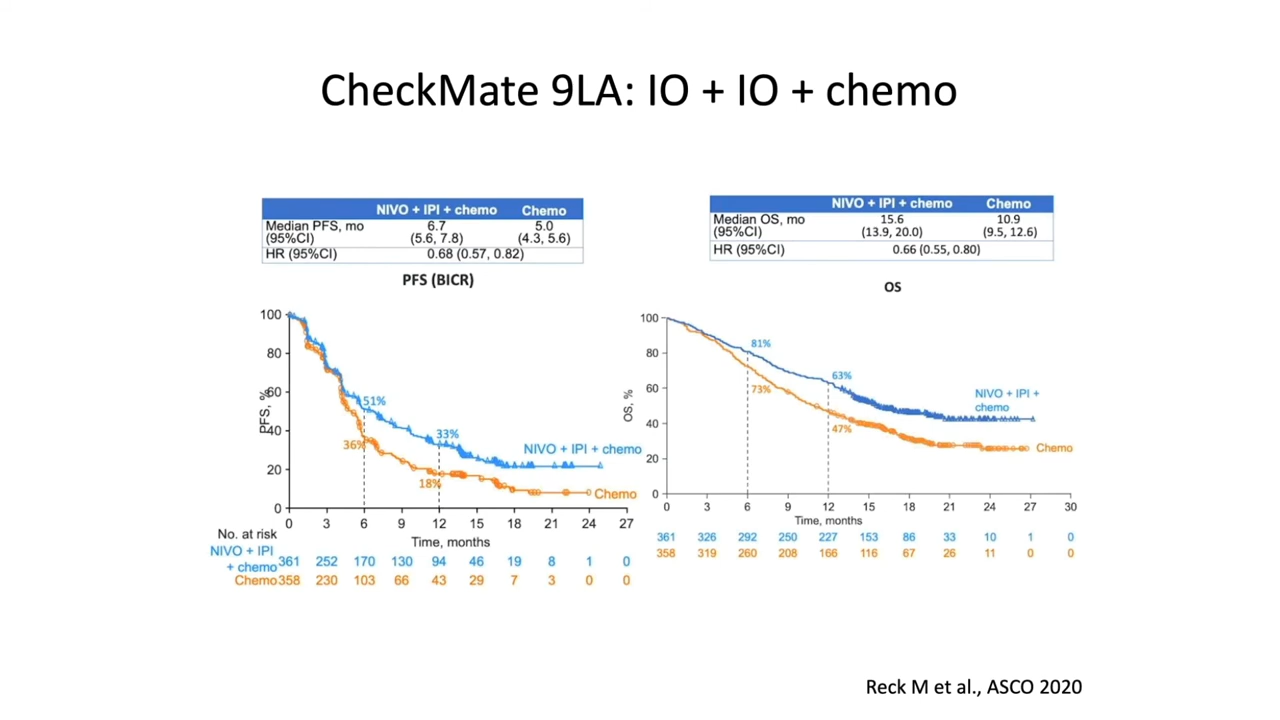 CheckMate 9LA: IO + IO + chemo
NIVO + IPI + chemo Chemo
Median PFS, mo 6.7 5.0
(95%CI) (5.6, 7.8) (4.3, 5.6)
HR (95%CI) 0.68 (0.57, 0.82)
PFS (BICR)
100
80
60
40
20
0
PFS, %
51%
36%
33%
18%
NIVO + IPI + chemo
Chemo
0 3 6 9 12 15 18 21 24 27
Time, months
No. at risk
NIVO + IPI
+ chemo 361 252 170 130 94 46 19 8 1 0
Chemo 358 230 103 66 43 29 7 3 0 0
NIVO + IPI + chemo Chemo
Median OS, mo 15.6 10.9
(95%CI) (13.9, 20.0) (9.5, 12.6)
HR (95%CI) 0.66 (0.55, 0.80)
OS
100
80
60
40
20
0
OS, %
81%
73%
63%
47%
NIVO + IPI +
chemo
Chemo
0 3 6 9 12 15 18 21 24 27 30
Time, months
361 326 292 250 227 153 86 33 10 1 0
358 319 260 208 166 116 67 26 11 0 0
Reck M et al., ASCO 2020